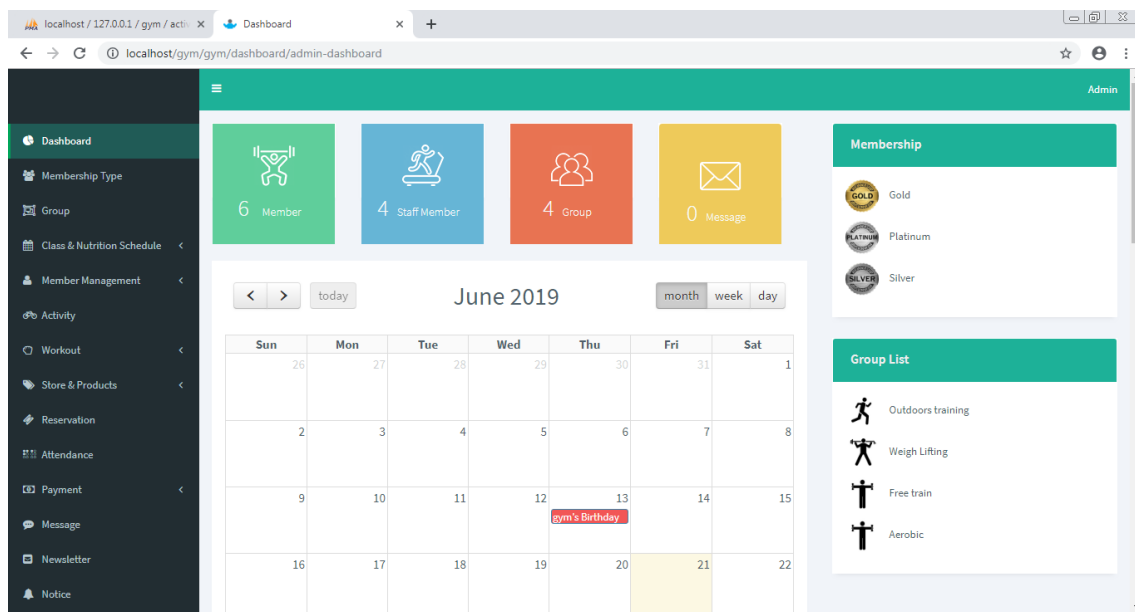 localhost / 127.0.0.1 / gym / activ
Dashboard
localhost/gym/gym/dashboard/admin-dashboard
Admin
Dashboard
Membership Type
Group
Class & Nutrition Schedule
Member Management
Activity
Workout
Store & Products
Reservation
Attendance
Payment
Message
Newsletter
Notice
6 Member
4 Staff Member
4 Group
0 Message
today
June 2019
month week day
Sun Mon Tue Wed Thu Fri Sat
26 27 28 29 30 31 1
2 3 4 5 6 7 8
9 10 11 12 13 14 15
gym's Birthday
16 17 18 19 20 21 22
Membership
GOLD Gold
PLATINUM Platinum
SILVER Silver
Group List
Outdoors training
Weigh Lifting
Free train
Aerobic